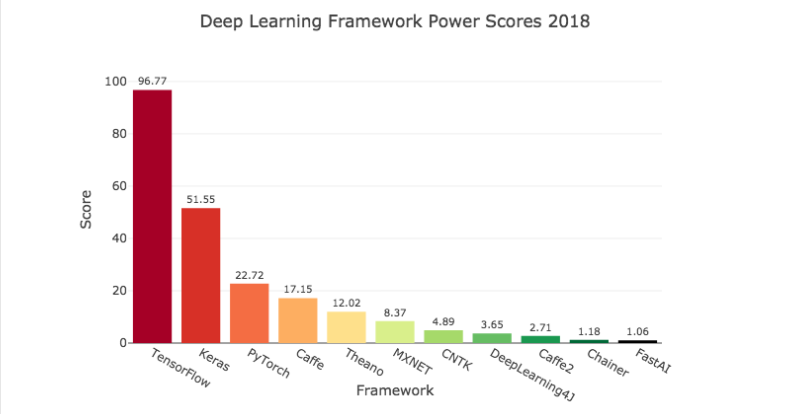 Deep Learning Framework Power Scores 2018
Score
100
80
60
40
20
0
96.77
51.55
22.72
17.15
12.02
8.37
4.89
3.65
2.71
1.18
1.06
TensorFlow
Keras
PyTorch
Caffe
Theano
MXNET
CNTK
DeepLearning4J
Caffe2
Chainer
FastAI
Framework